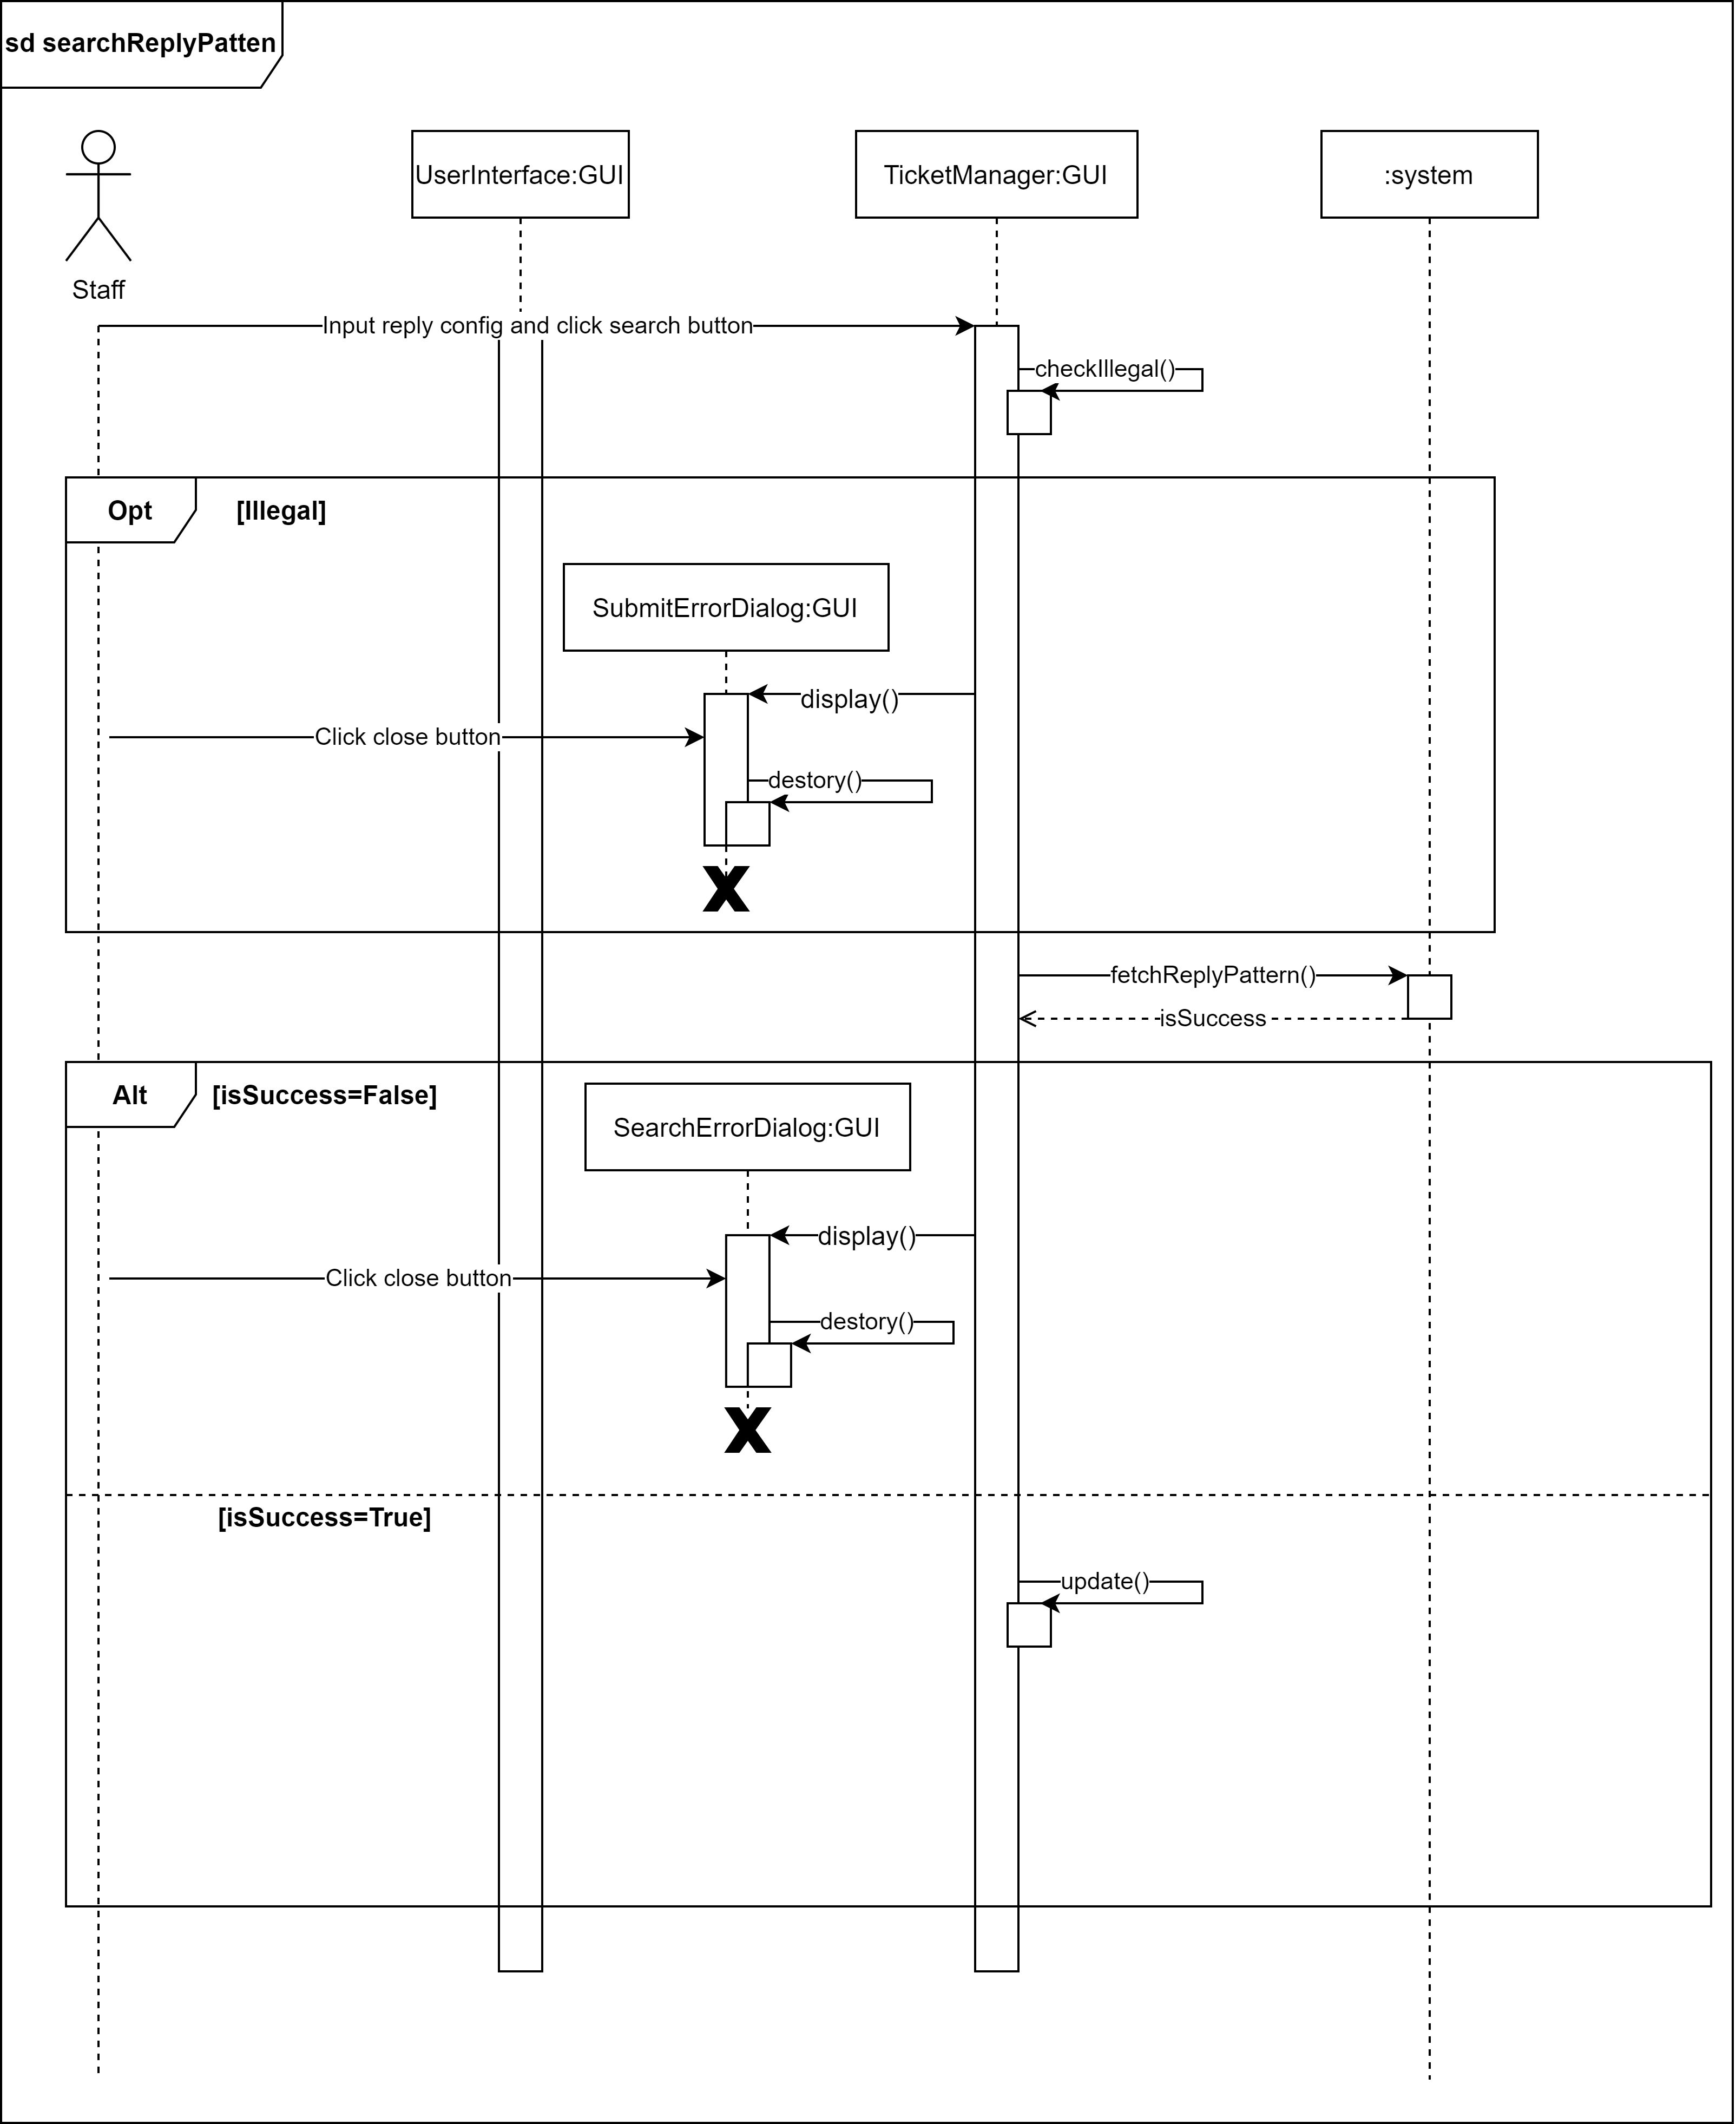 sd searchReplyPatten
UserInterface:GUI
TicketManager:GUI
:system
Staff
Input reply config and click search button
checkIllegal()
Opt
[Illegal]
SubmitErrorDialog:GUI
display()
Click close button
destory()
X
fetchReplyPattern()
isSuccess
Alt
[isSuccess=False]
SearchErrorDialog:GUI
display()
Click close button
destory()
X
[isSuccess=True]
update()